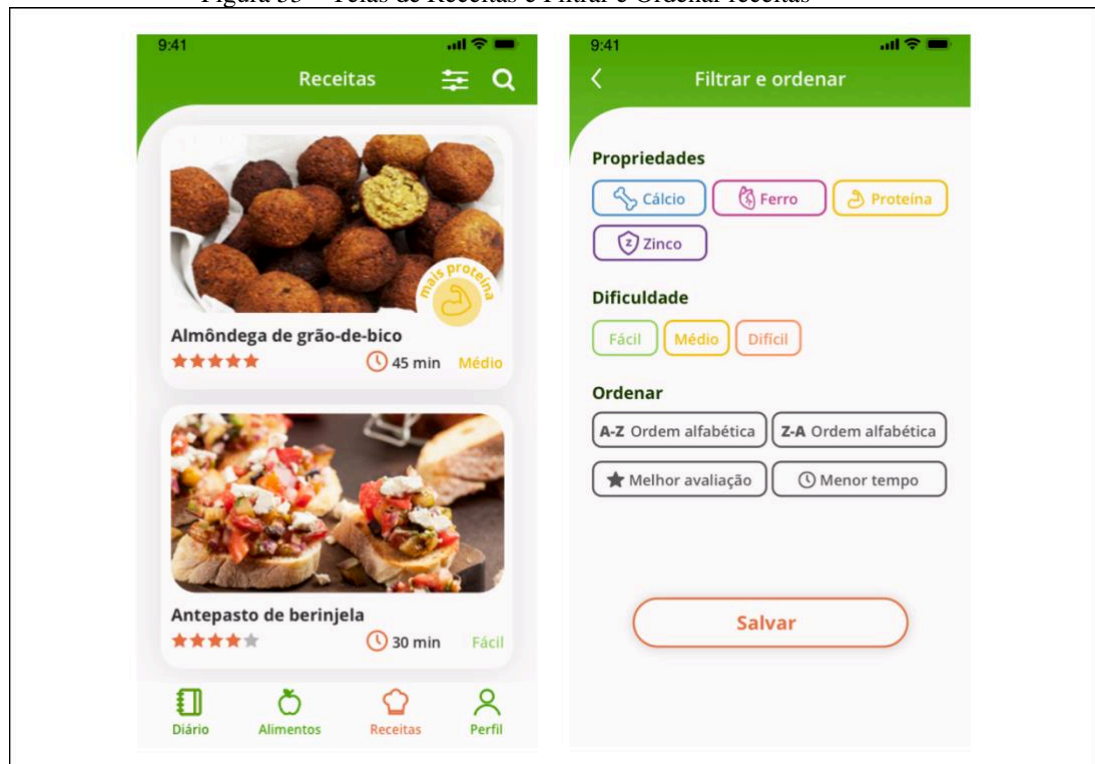 Figura 33 – Telas de Receitas e Filtrar e Ordenar receitas
9:41
Receitas
mais proteína
Almôndega de grão-de-bico
45 min Médio
Antepasto de berinjela
30 min Fácil
Diário Alimentos Receitas Perfil
9:41
Filtrar e ordenar
Propriedades
Cálcio Ferro Proteína
Z Zinco
Dificuldade
Fácil Médio Difícil
Ordenar
A-Z Ordem alfabética Z-A Ordem alfabética
Melhor avaliação Menor tempo
Salvar